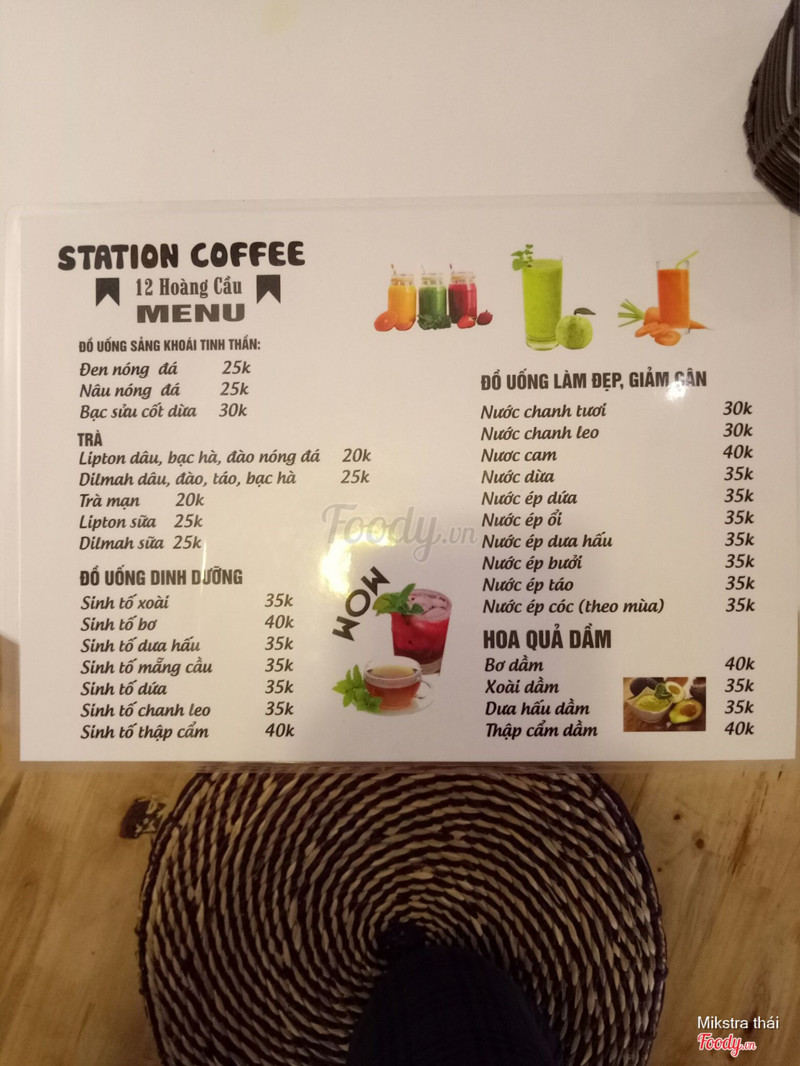 STATION COFFEE
12 Hoàng Cầu
MENU
ĐỒ UỐNG SẢNG KHOÁI TINH THẦN:
Đen nóng đá 25k
Nâu nóng đá 25k
Bạc sửu cốt dừa 30k
TRÀ
Lipton dâu, bạc hà, đào nóng đá 20k
Dilmah dâu, đào, táo, bạc hà 25k
Trà mạn 20k
Lipton sữa 25k
Dilmah sữa 25k
ĐỒ UỐNG DINH DƯỠNG
Sinh tố xoài 35k
Sinh tố bơ 40k
Sinh tố dưa hấu 35k
Sinh tố mãng cầu 35k
Sinh tố dứa 35k
Sinh tố chanh leo 35k
Sinh tố thập cẩm 40k
MOM
ĐỒ UỐNG LÀM ĐẸP, GIẢM CÂN
Nước chanh tươi 30k
Nước chanh leo 30k
Nươc cam 40k
Nước dừa 35k
Nước ép dứa 35k
Nước ép ổi 35k
Nước ép dưa hấu 35k
Nước ép bưởi 35k
Nước ép táo 35k
Nước ép cóc (theo mùa) 35k
HOA QUẢ DẦM
Bơ dầm 40k
Xoài dầm 35k
Dưa hấu dầm 35k
Thập cẩm dầm 40k
Foody.vn
Mikstra thái
Foody.vn